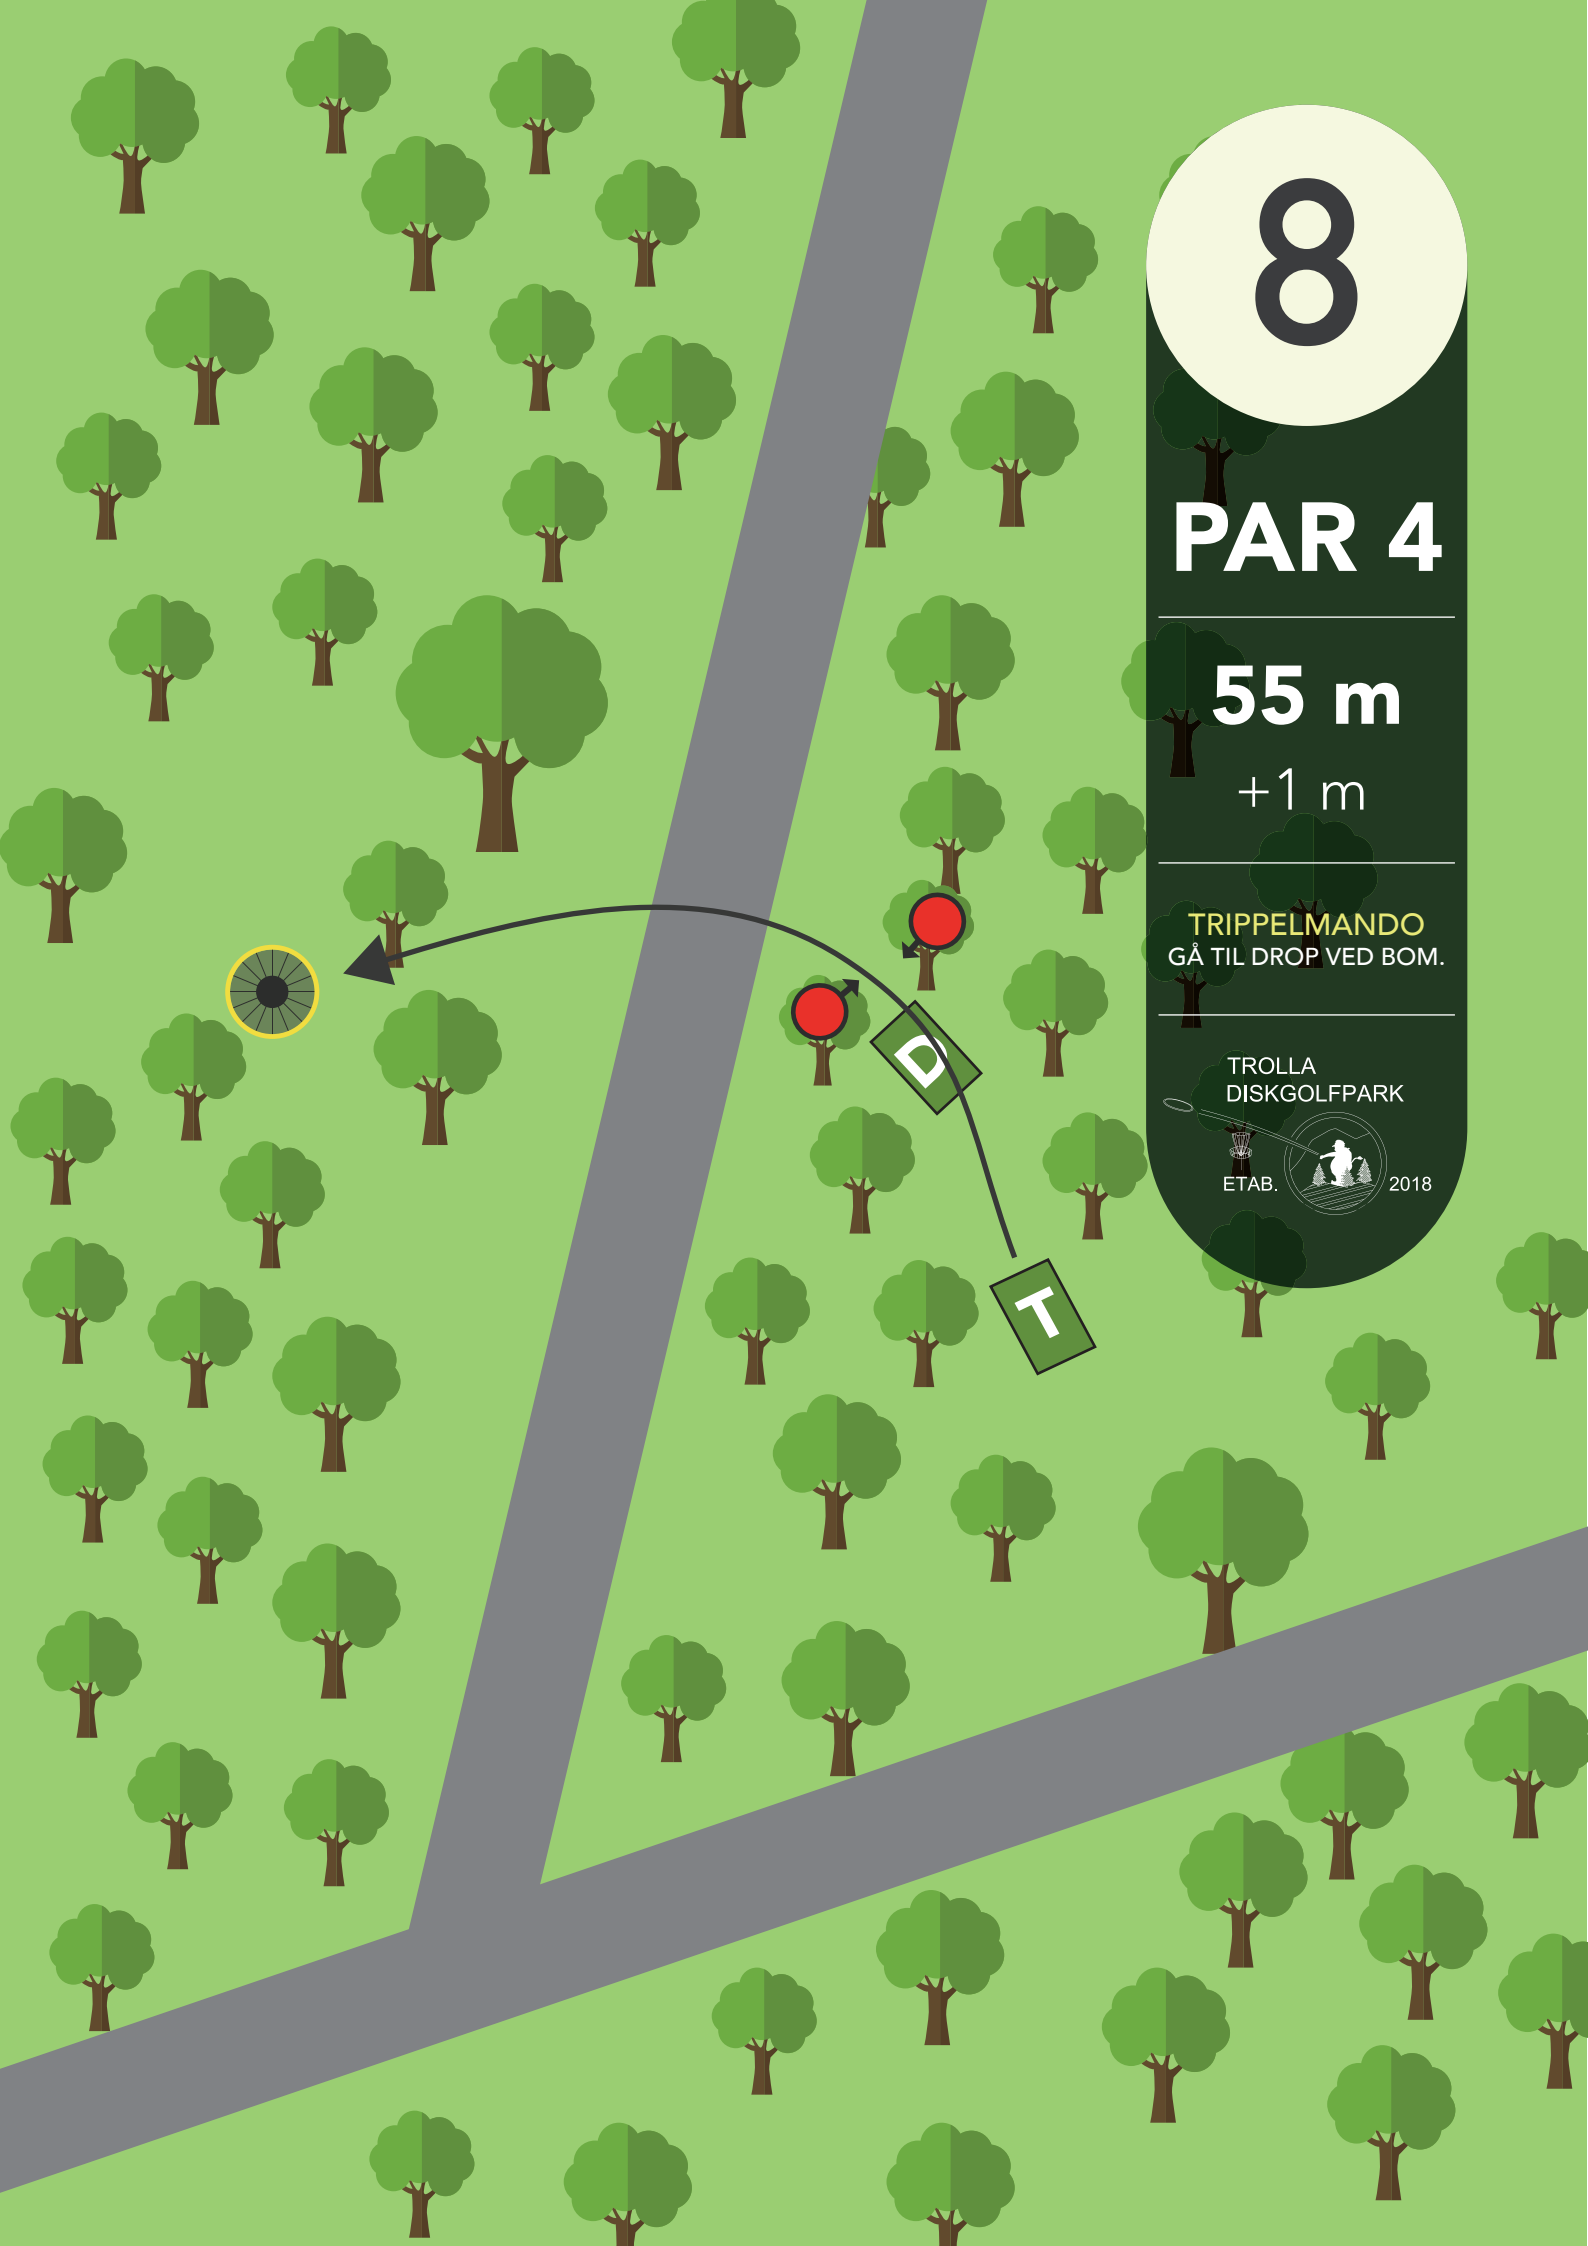 8
PAR 4
55 m
+1 m
TRIPPELMANDO
GÅ TIL DROP VED BOM.
D
TROLLA
DISKGOLFPARK
ETAB. 2018
T